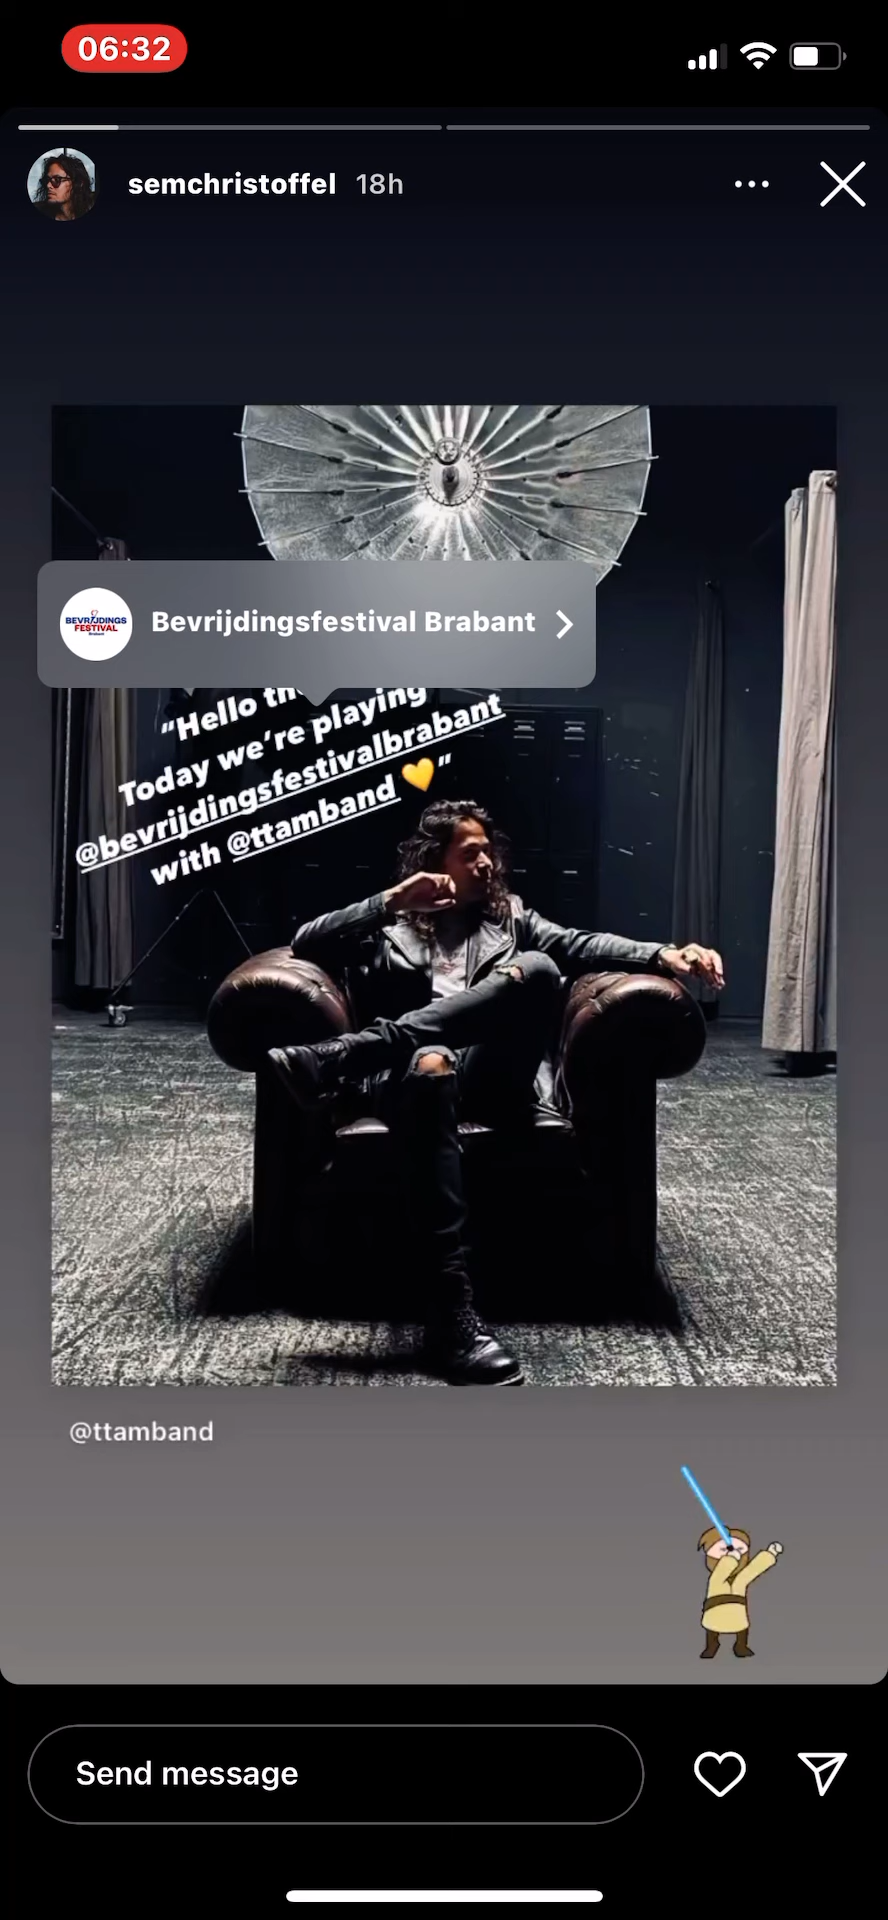 06:32
semchristoffel 18h
BEVRIJDINGS
FESTIVAL
Brabant
Bevrijdingsfestival Brabant
"Hello
Today we're playing
@bevrijdingsfestivalbrabant
with @ttamband 💛"
@ttamband
Send message